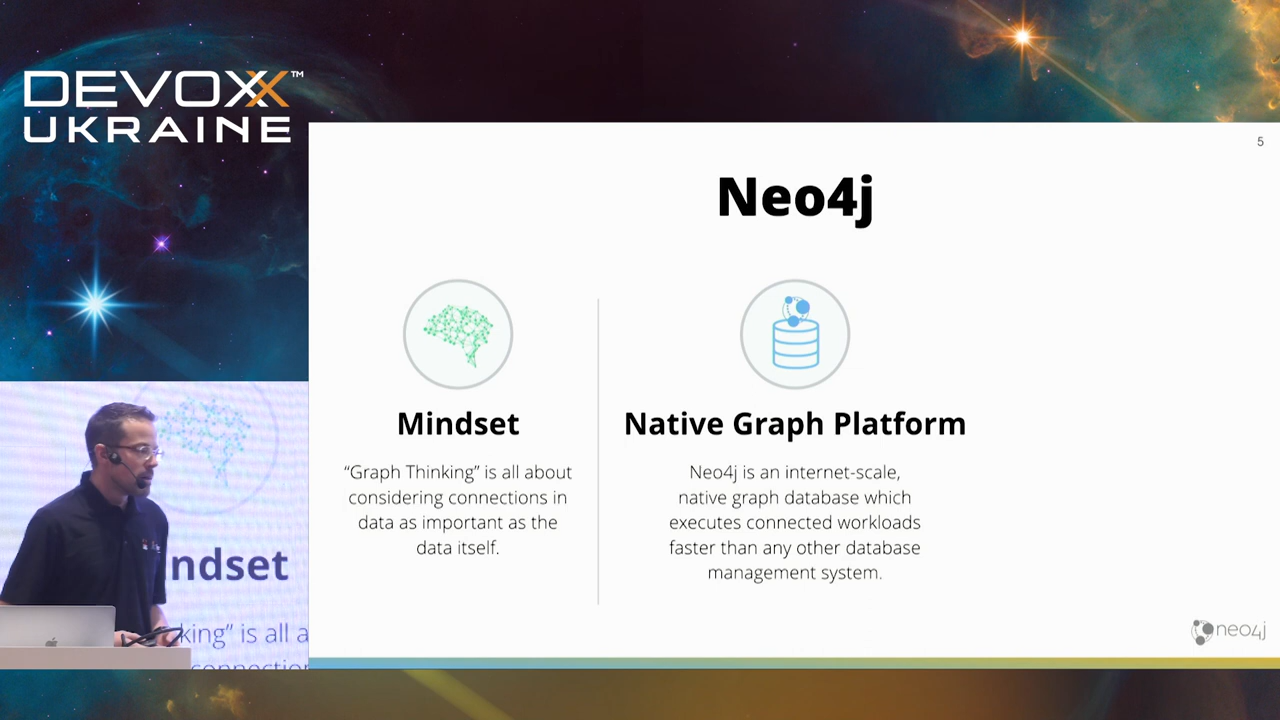 DEVOXX™
UKRAINE
5
Neo4j
Mindset
“Graph Thinking” is all about
considering connections in
data as important as the
data itself.
Native Graph Platform
Neo4j is an internet-scale,
native graph database which
executes connected workloads
faster than any other database
management system.
neo4j
ndset
king” is all a
connection